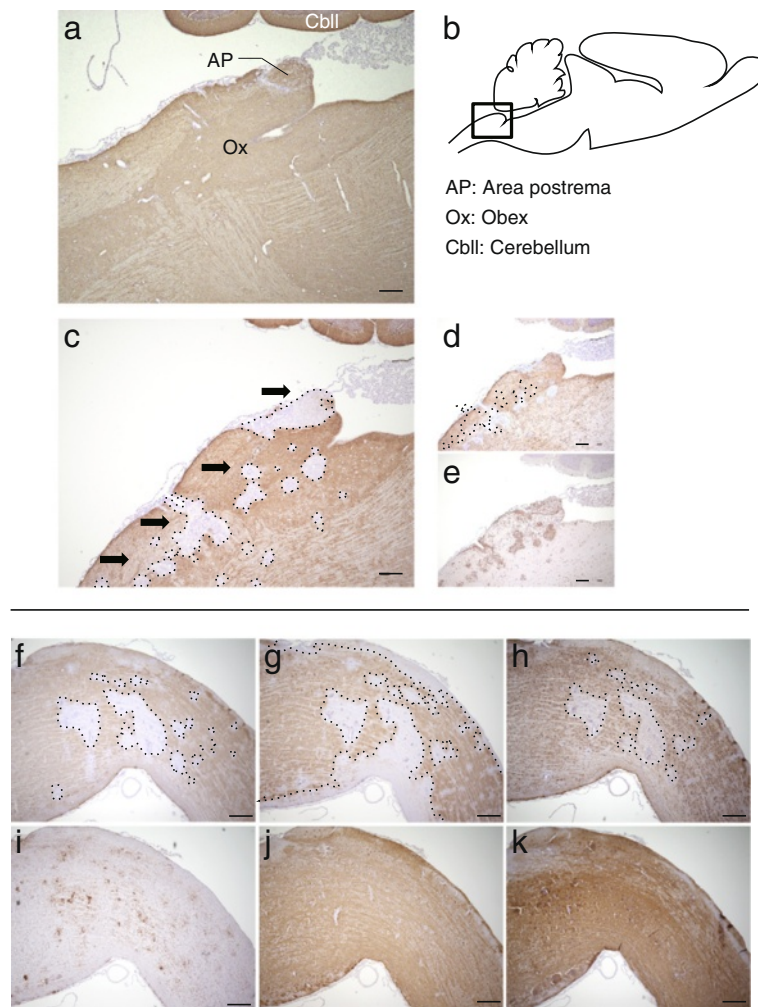 a
Cbll
AP
Ox
b
AP: Area postrema
Ox: Obex
Cbll: Cerebellum
c
d
e
f
g
h
i
j
k